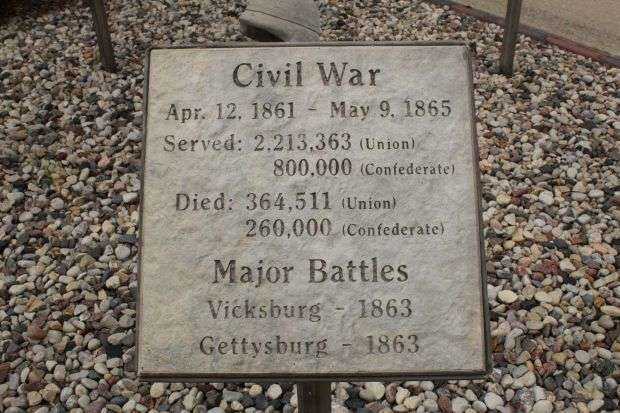 Civil War
Apr. 12, 1861 - May 9, 1865
Served: 2,213,363 (Union)
800,000 (Confederate)
Died: 364,511 (Union)
260,000 (Confederate)
Major Battles
Vicksburg - 1863
Gettysburg - 1863